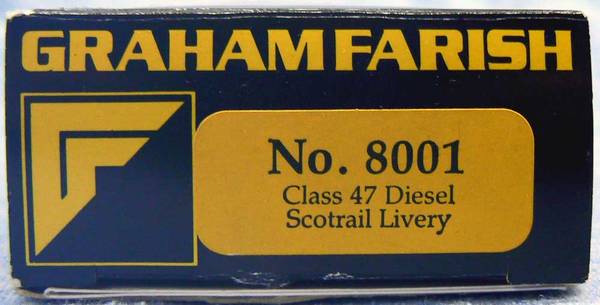 GRAHAM FARISH
No. 8001
Class 47 Diesel
Scotrail Livery